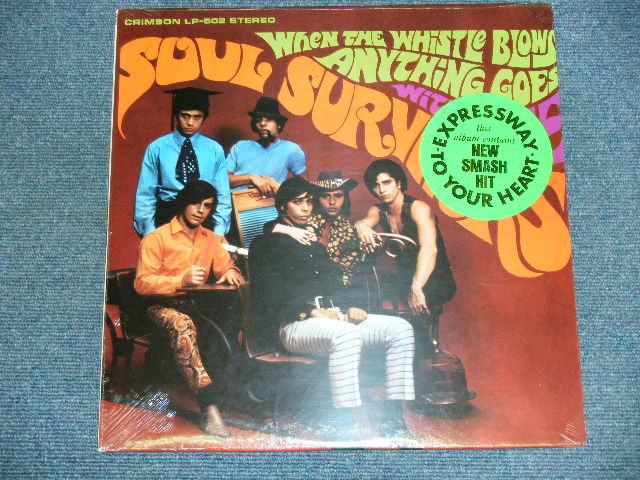 CRIMSON LP-502 STEREO
WHEN THE WHISTLE BLOWS
ANYTHING GOES
WITH
SOUL SURV
EXPRESSWAY
this
album contains
NEW
SMASH
HIT
TO YOUR HEART